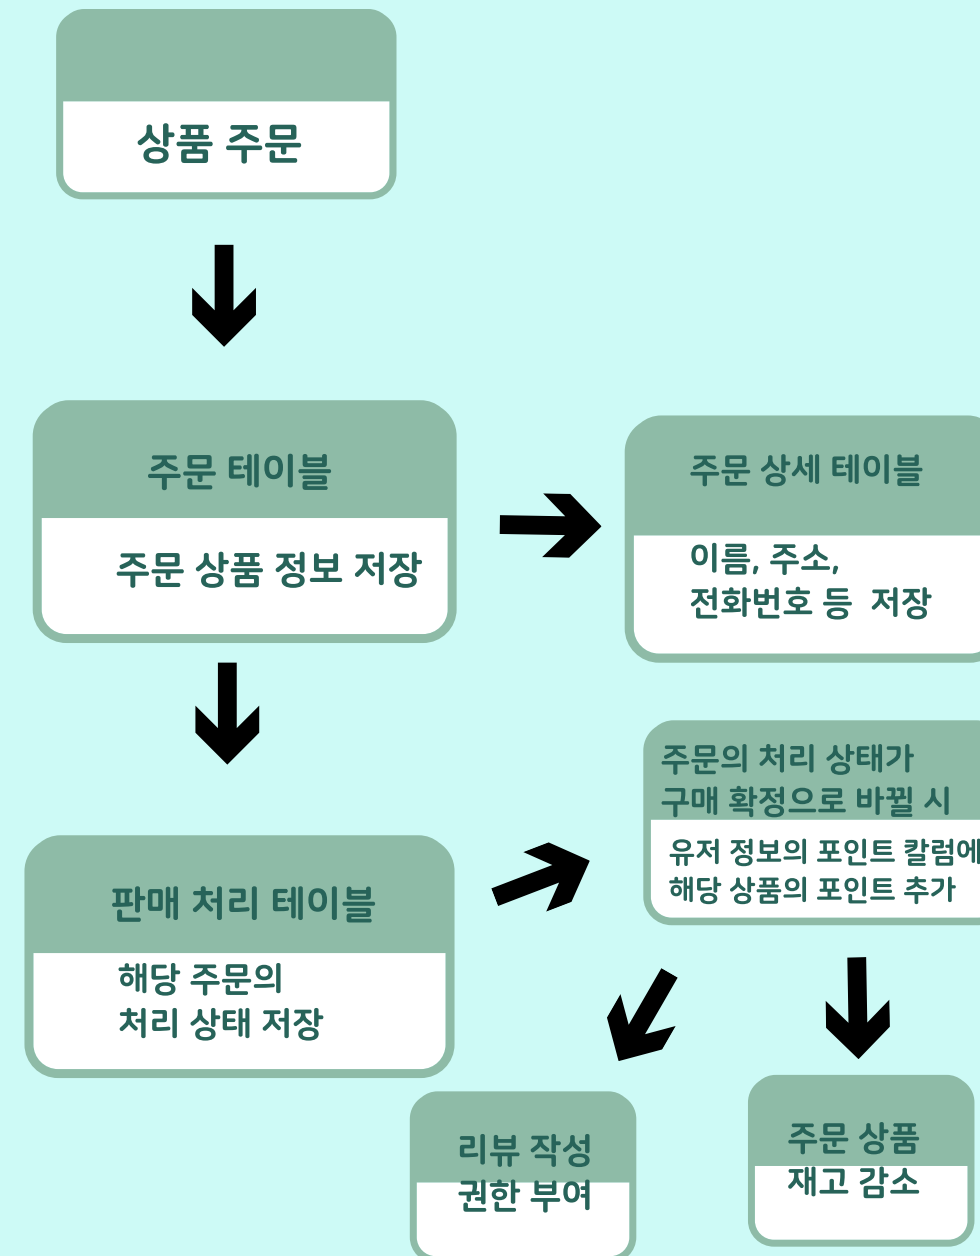 상품 주문
주문 테이블
주문 상품 정보 저장
주문 상세 테이블
이름, 주소,
전화번호 등 저장
판매 처리 테이블
해당 주문의
처리 상태 저장
주문의 처리 상태가
구매 확정으로 바뀔 시
유저 정보의 포인트 칼럼에
해당 상품의 포인트 추가
리뷰 작성
권한 부여
주문 상품
재고 감소